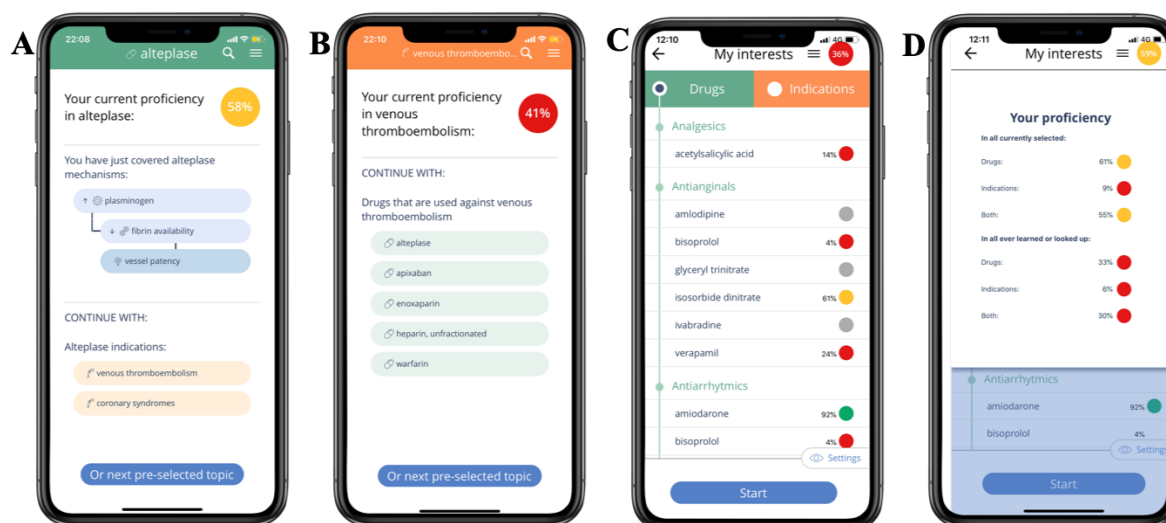 A
22:08
alteplase
Your current proficiency
in alteplase:
58%
You have just covered alteplase
mechanisms:
↑ plasminogen
↓ fibrin availability
vessel patency
CONTINUE WITH:
Alteplase indications:
venous thromboembolism
coronary syndromes
Or next pre-selected topic
B
22:10
venous thromboembo...
Your current proficiency
in venous
thromboembolism:
41%
CONTINUE WITH:
Drugs that are used against venous
thromboembolism
alteplase
apixaban
enoxaparin
heparin, unfractionated
warfarin
Or next pre-selected topic
C
12:10
4G
My interests
36%
Drugs
Indications
Analgesics
acetylsalicylic acid 14%
Antianginals
amlodipine
bisoprolol 4%
glyceryl trinitrate
isosorbide dinitrate 61%
ivabradine
verapamil 24%
Antiarrhytmics
amiodarone 92%
bisoprolol 4%
Settings
Start
D
12:11
4G
My interests
59%
Your proficiency
In all currently selected:
Drugs: 61%
Indications: 9%
Both: 55%
In all ever learned or looked up:
Drugs: 33%
Indications: 6%
Both: 30%
Antiarrhytmics
amiodarone 92%
bisoprolol 4%
Settings
Start